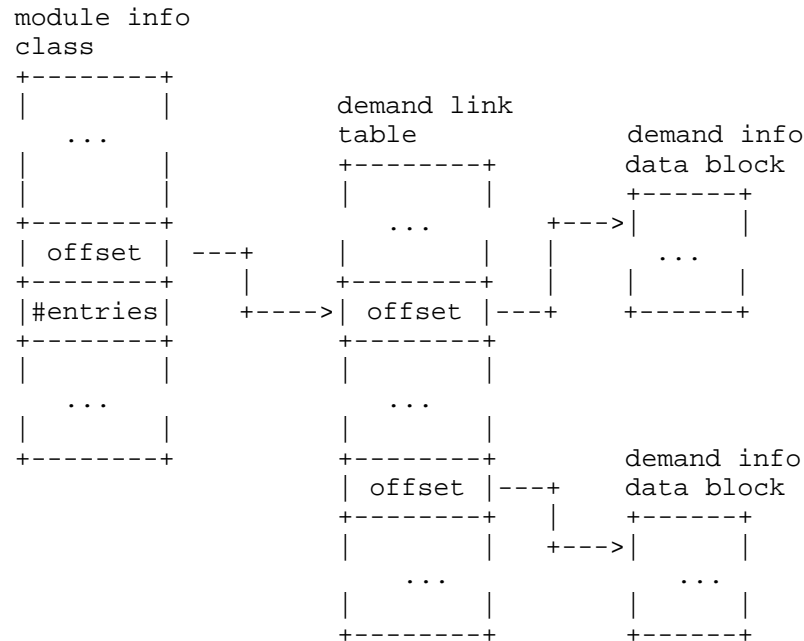 module info
class
+--------+
|        |        demand link
   ...            table              demand info
|        |        +--------+         data block
|        |        |        |         +------+
+--------+           ...      +--->|      |
| offset | ---+   |        |  |       ...
+--------+    |   +--------+  |    |      |
|#entries|    +---->| offset |---+    +------+
+--------+        +--------+
|        |        |        |
   ...               ...
|        |        |        |
+--------+        +--------+         demand info
                  | offset |---+     data block
                  +--------+   |     +------+
                  |        |   +--->|      |
                      ...             ...
                  |        |         |      |
                  +--------+         +------+